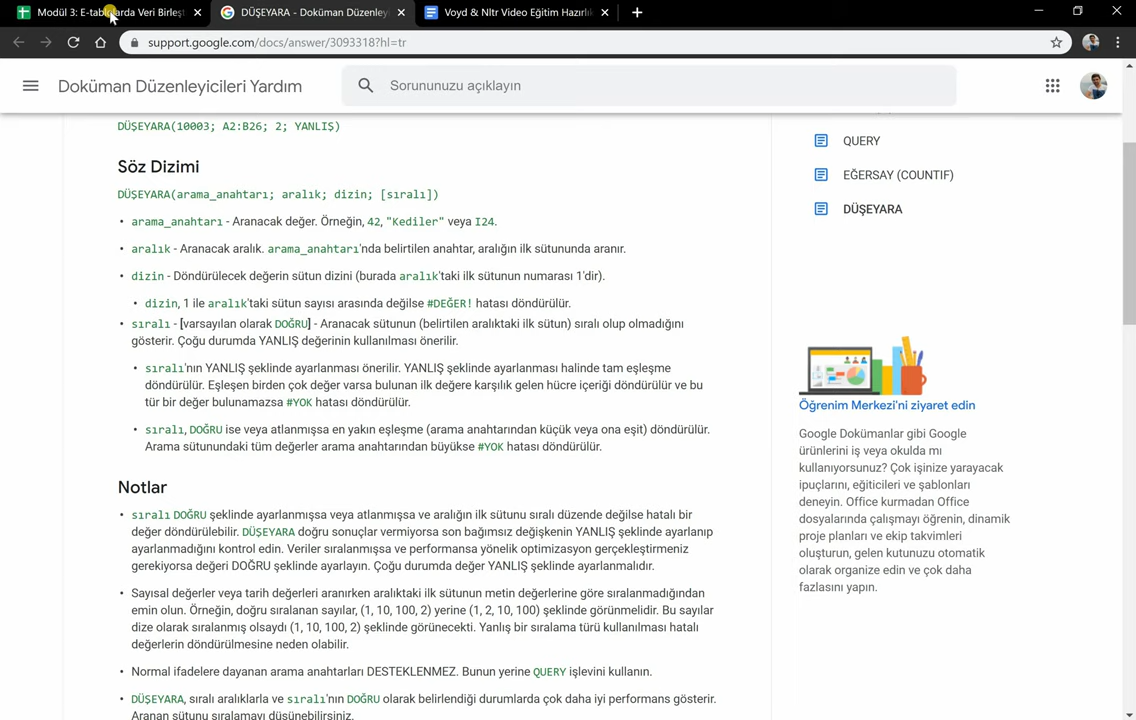 Modül 3: E-tablolarda Veri Birleşt
DÜŞEYARA - Doküman Düzenleyi
Voyd & Nltr Video Eğitim Hazırlık
support.google.com/docs/answer/3093318?hl=tr
Doküman Düzenleyicileri Yardım
Sorununuzu açıklayın
DÜŞEYARA(10003; A2:B26; 2; YANLIŞ)
Söz Dizimi
DÜŞEYARA(arama_anahtarı; aralık; dizin; [sıralı])
• arama_anahtarı - Aranacak değer. Örneğin, 42, "Kediler" veya I24.
• aralık - Aranacak aralık. arama_anahtarı'nda belirtilen anahtar, aralığın ilk sütununda aranır.
• dizin - Döndürülecek değerin sütun dizini (burada aralık'taki ilk sütunun numarası 1'dir).
• dizin, 1 ile aralık'taki sütun sayısı arasında değilse #DEĞER! hatası döndürülür.
• sıralı - [varsayılan olarak DOĞRU] - Aranacak sütunun (belirtilen aralıktaki ilk sütun) sıralı olup olmadığını
gösterir. Çoğu durumda YANLIŞ değerinin kullanılması önerilir.
• sıralı'nın YANLIŞ şeklinde ayarlanması önerilir. YANLIŞ şeklinde ayarlanması halinde tam eşleşme
döndürülür. Eşleşen birden çok değer varsa bulunan ilk değere karşılık gelen hücre içeriği döndürülür ve bu
tür bir değer bulunamazsa #YOK hatası döndürülür.
• sıralı, DOĞRU ise veya atlanmışsa en yakın eşleşme (arama anahtarından küçük veya ona eşit) döndürülür.
Arama sütunundaki tüm değerler arama anahtarından büyükse #YOK hatası döndürülür.
Notlar
• sıralı DOĞRU şeklinde ayarlanmışsa veya atlanmışsa ve aralığın ilk sütunu sıralı düzende değilse hatalı bir
değer döndürülebilir. DÜŞEYARA doğru sonuçlar vermiyorsa son bağımsız değişkenin YANLIŞ şeklinde ayarlanıp
ayarlanmadığını kontrol edin. Veriler sıralanmışsa ve performansa yönelik optimizasyon gerçekleştirmeniz
gerekiyorsa değeri DOĞRU şeklinde ayarlayın. Çoğu durumda değer YANLIŞ şeklinde ayarlanmalıdır.
• Sayısal değerler veya tarih değerleri aranırken aralıktaki ilk sütunun metin değerlerine göre sıralanmadığından
emin olun. Örneğin, doğru sıralanan sayılar, (1, 10, 100, 2) yerine (1, 2, 10, 100) şeklinde görünmelidir. Bu sayılar
dize olarak sıralanmış olsaydı (1, 10, 100, 2) şeklinde görünecekti. Yanlış bir sıralama türü kullanılması hatalı
değerlerin döndürülmesine neden olabilir.
• Normal ifadelere dayanan arama anahtarları DESTEKLENMEZ. Bunun yerine QUERY işlevini kullanın.
• DÜŞEYARA, sıralı aralıklarla ve sıralı'nın DOĞRU olarak belirlendiği durumlarda çok daha iyi performans gösterir.
Aranan sütunu sıralamayı düşünebilirsiniz.
QUERY
EĞERSAY (COUNTIF)
DÜŞEYARA
Öğrenim Merkezi'ni ziyaret edin
Google Dokümanlar gibi Google
ürünlerini iş veya okulda mı
kullanıyorsunuz? Çok işinize yarayacak
ipuçlarını, eğiticileri ve şablonları
deneyin. Office kurmadan Office
dosyalarında çalışmayı öğrenin, dinamik
proje planları ve ekip takvimleri
oluşturun, gelen kutunuzu otomatik
olarak organize edin ve çok daha
fazlasını yapın.